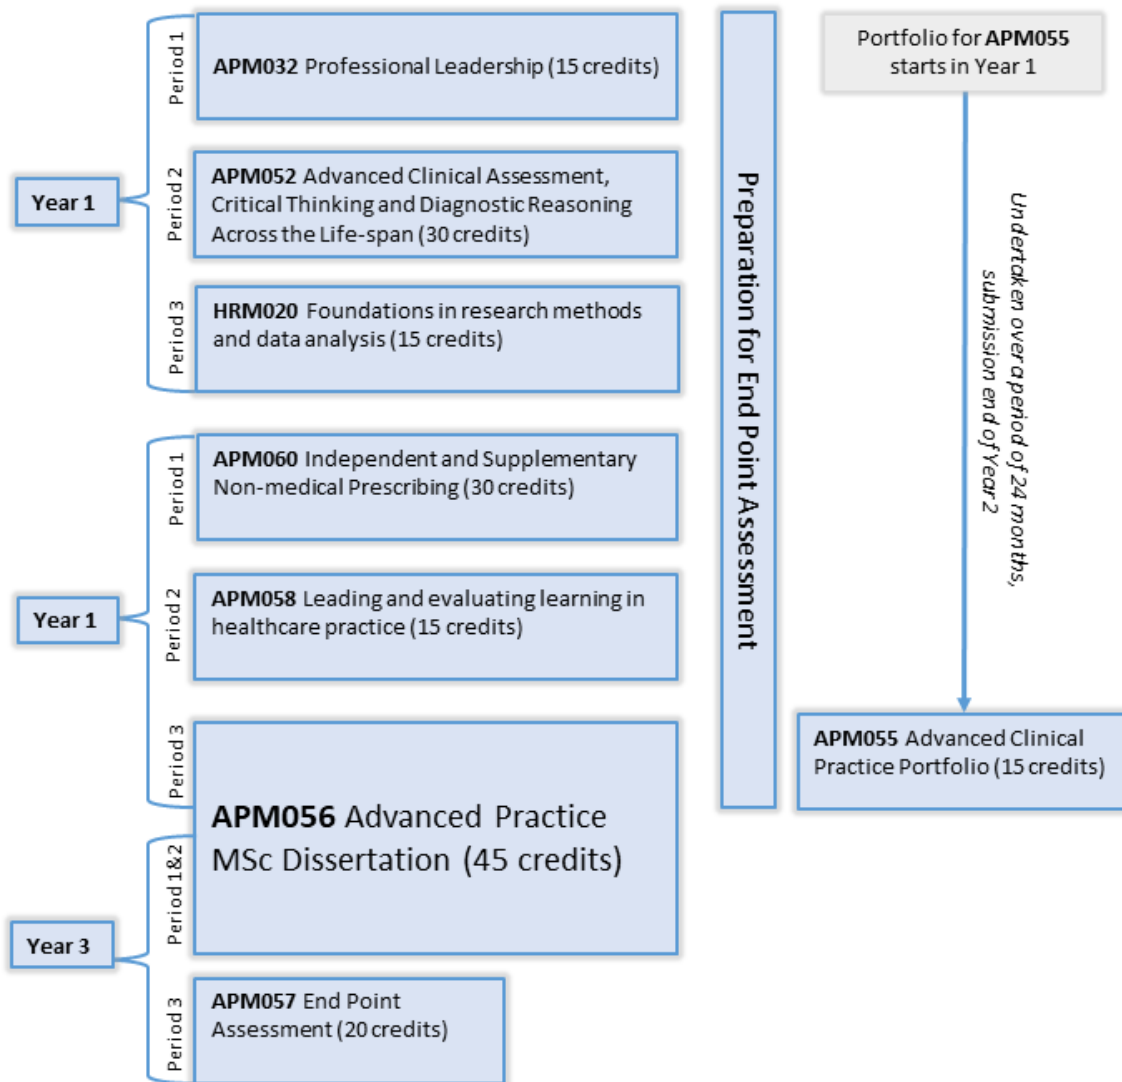 Year 1
Period 1
APM032 Professional Leadership (15 credits)
Period 2
APM052 Advanced Clinical Assessment,
Critical Thinking and Diagnostic Reasoning
Across the Life-span (30 credits)
Period 3
HRM020 Foundations in research methods
and data analysis (15 credits)
Year 1
Period 1
APM060 Independent and Supplementary
Non-medical Prescribing (30 credits)
Period 2
APM058 Leading and evaluating learning in
healthcare practice (15 credits)
Period 3
APM056 Advanced Practice
MSc Dissertation (45 credits)
Year 3
Period 1&2
Period 3
APM057 End Point
Assessment (20 credits)
Preparation for End Point Assessment
Portfolio for APM055
starts in Year 1
Undertaken over a period of 24 months,
submission end of Year 2
APM055 Advanced Clinical
Practice Portfolio (15 credits)